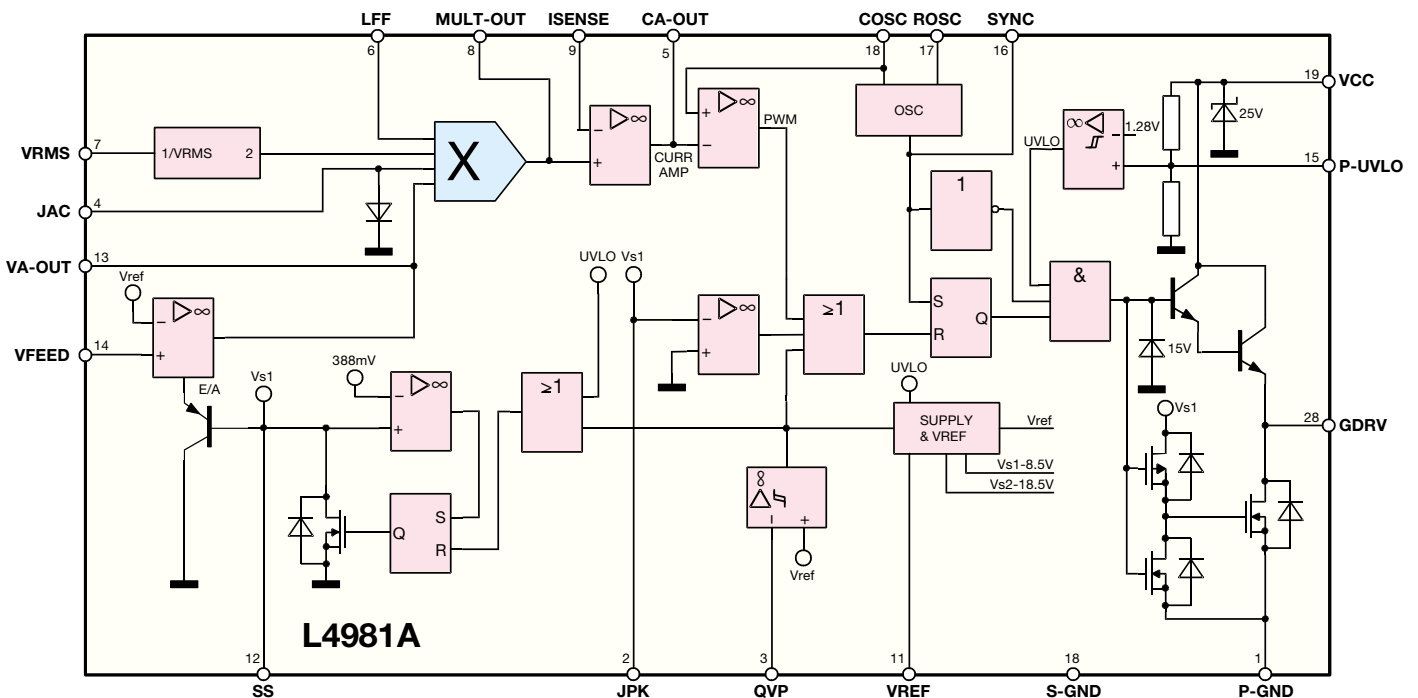 LFF MULT-OUT ISENSE CA-OUT COSC ROSC SYNC
6 8 9 5 18 17 16
19 VCC
OSC
∞
∞
PWM
∞
1.28V
25V
UVLO
VRMS 7
1/VRMS 2
X
CURR
AMP
15 P-UVLO
JAC 4
1
VA-OUT 13
Vref
UVLO Vs1
&
∞
∞
≥1
S
R
Q
15V
VFEED 14
E/A
Vs1
388mV
∞
≥1
UVLO
SUPPLY
& VREF
Vref
Vs1-8.5V
Vs2-18.5V
Vs1
28 GDRV
∞
Vref
Q
S
R
L4981A
12 2 3 11 18 1
SS JPK QVP VREF S-GND P-GND